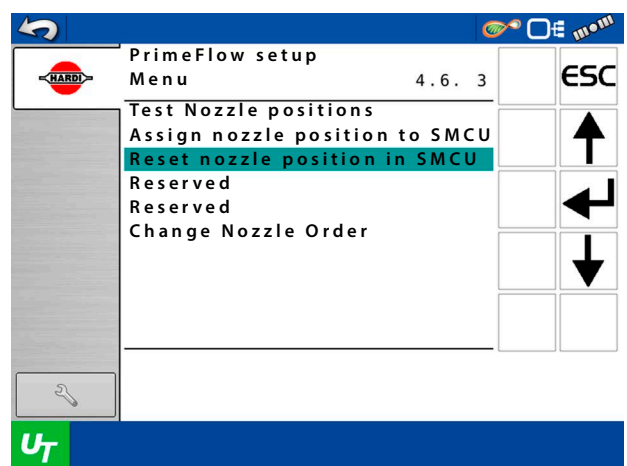 PrimeFlow setup
Menu 4.6. 3
ESC
HARDI
Test Nozzle positions
Assign nozzle position to SMCU
Reset nozzle position in SMCU
Reserved
Reserved
Change Nozzle Order
UT